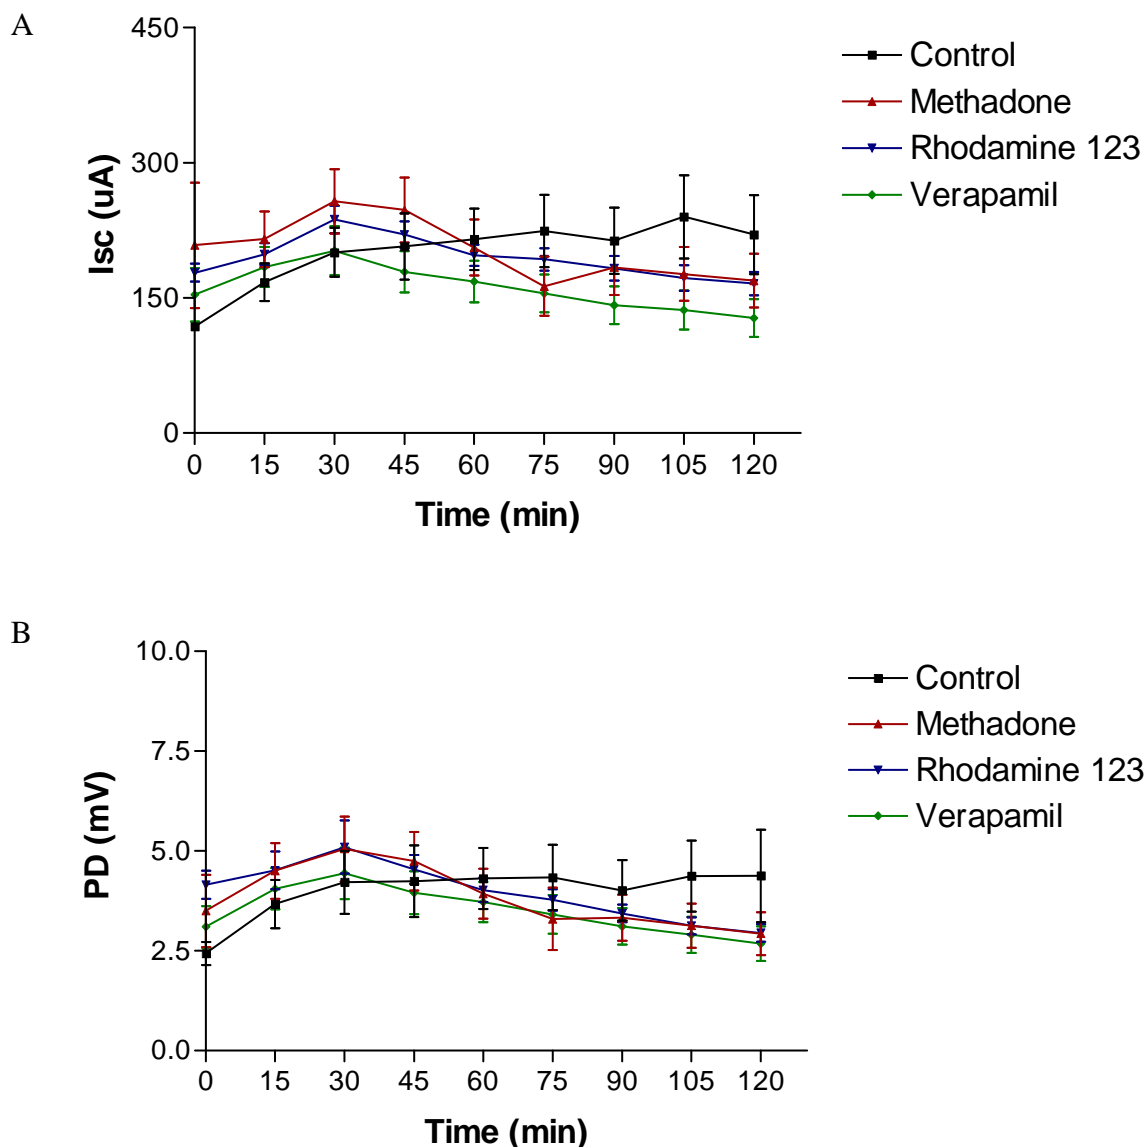 A
450
300
150
0
Isc (uA)
0 15 30 45 60 75 90 105 120
Time (min)
Control
Methadone
Rhodamine 123
Verapamil
B
10.0
7.5
5.0
2.5
0.0
PD (mV)
0 15 30 45 60 75 90 105 120
Time (min)
Control
Methadone
Rhodamine 123
Verapamil